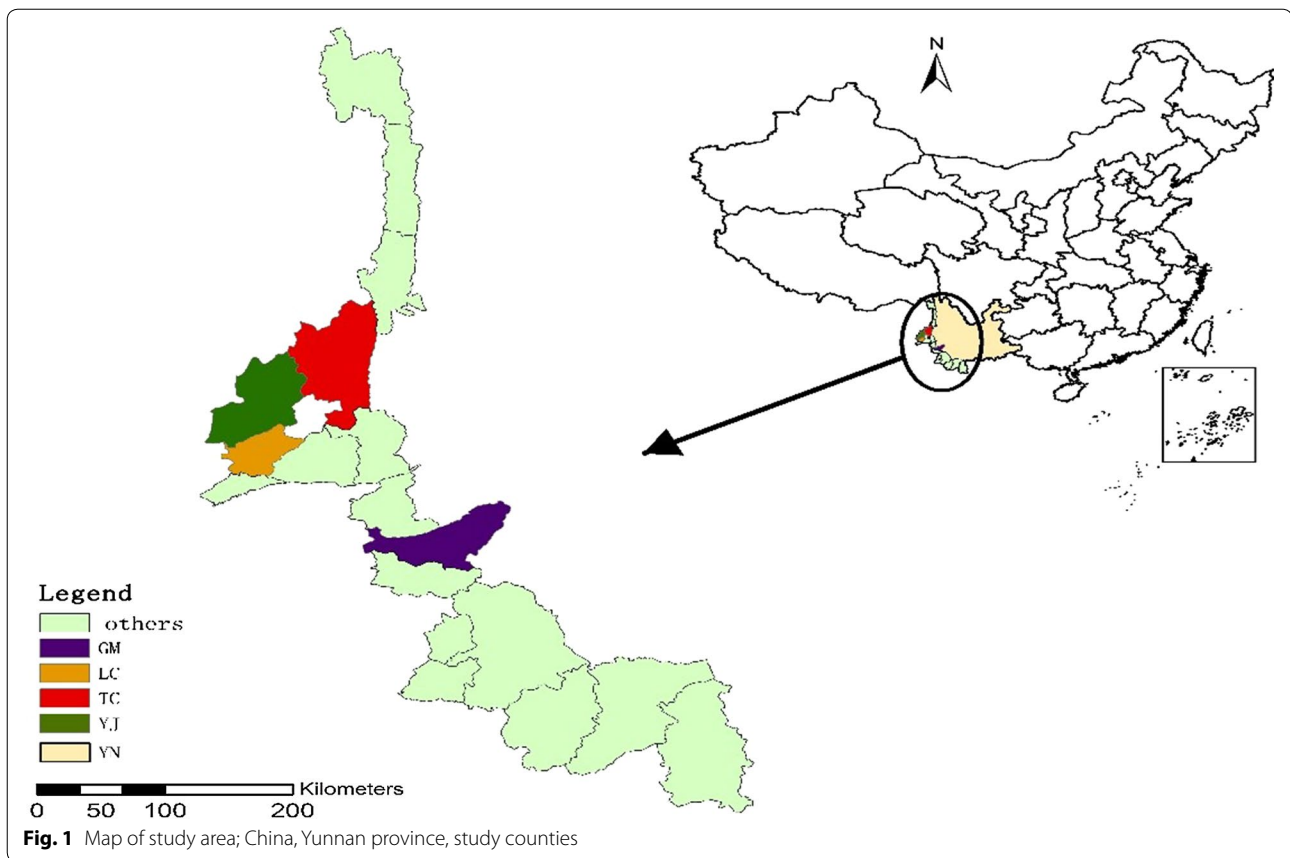 N
Legend
others
GM
LC
TC
YJ
YN
Kilometers
0 50 100 200
Fig. 1 Map of study area; China, Yunnan province, study counties